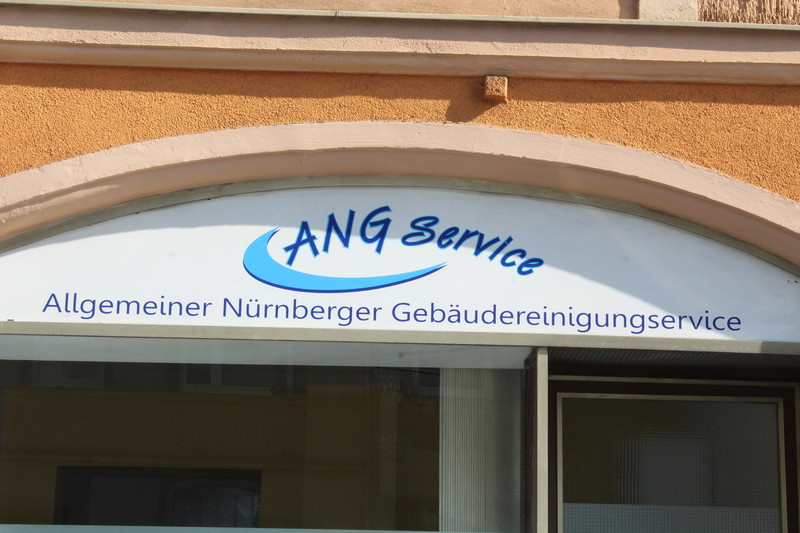 ANG Service
Allgemeiner Nürnberger Gebäudereinigungservice